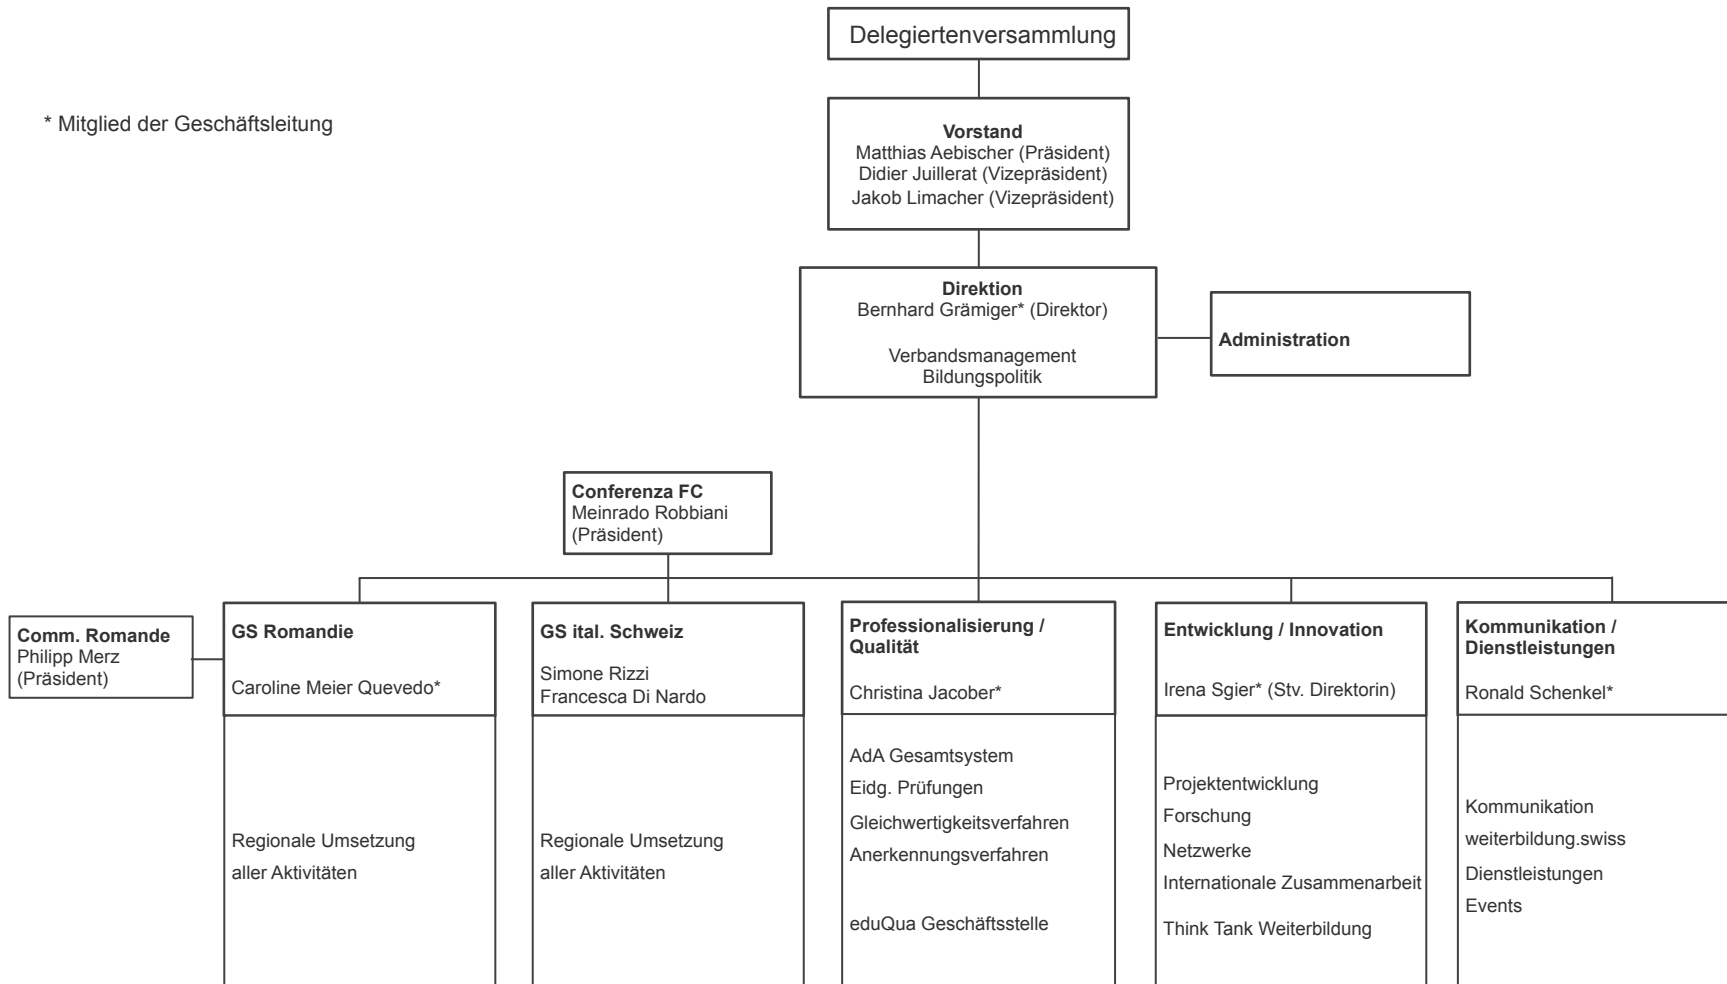 Delegiertenversammlung
* Mitglied der Geschäftsleitung
Vorstand
Matthias Aebischer (Präsident)
Didier Juillerat (Vizepräsident)
Jakob Limacher (Vizepräsident)
Direktion
Bernhard Grämiger* (Direktor)
Verbandsmanagement
Bildungspolitik
Administration
Conferenza FC
Meinrado Robbiani
(Präsident)
Comm. Romande
Philipp Merz
(Präsident)
GS Romandie
Caroline Meier Quevedo*
Regionale Umsetzung
aller Aktivitäten
GS ital. Schweiz
Simone Rizzi
Francesca Di Nardo
Regionale Umsetzung
aller Aktivitäten
Professionalisierung /
Qualität
Christina Jacober*
AdA Gesamtsystem
Eidg. Prüfungen
Gleichwertigkeitsverfahren
Anerkennungsverfahren
eduQua Geschäftsstelle
Entwicklung / Innovation
Irena Sgier* (Stv. Direktorin)
Projektentwicklung
Forschung
Netzwerke
Internationale Zusammenarbeit
Think Tank Weiterbildung
Kommunikation /
Dienstleistungen
Ronald Schenkel*
Kommunikation
weiterbildung.swiss
Dienstleistungen
Events